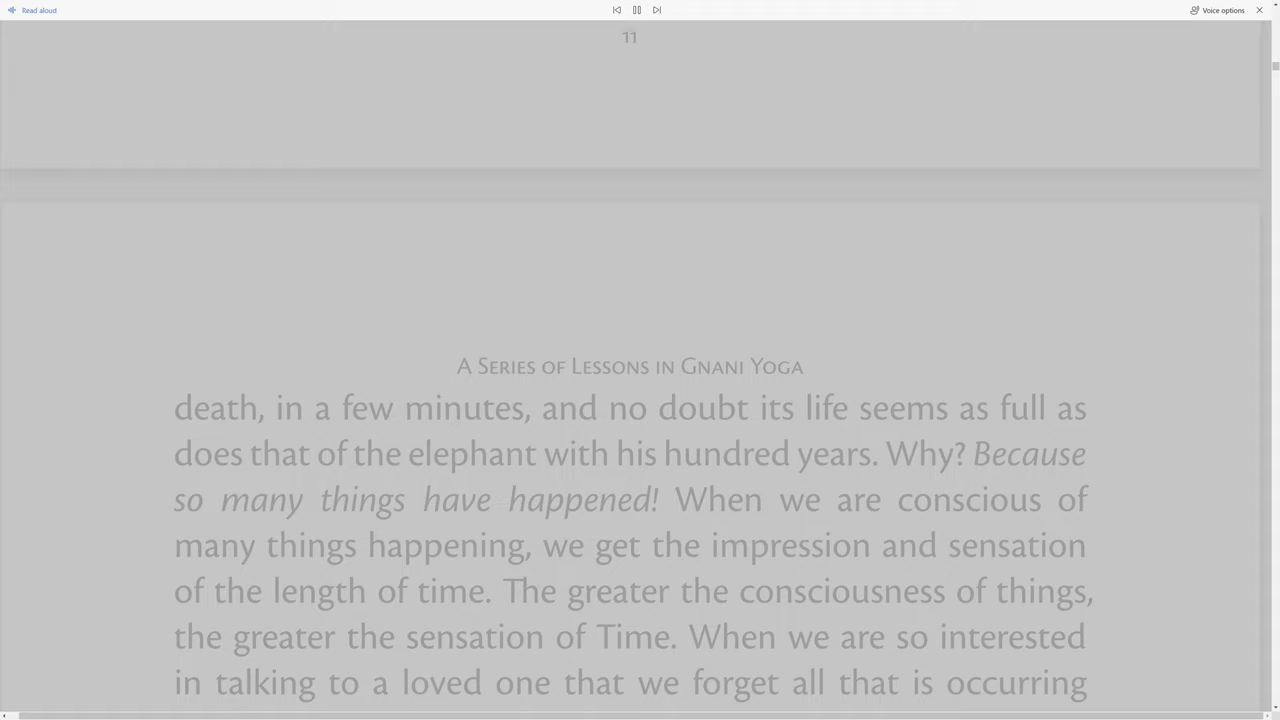 Read aloud
Voice options
11
A Series of Lessons in Gnani Yoga
death, in a few minutes, and no doubt its life seems as full as
does that of the elephant with his hundred years. Why? Because
so many things have happened! When we are conscious of
many things happening, we get the impression and sensation
of the length of time. The greater the consciousness of things,
the greater the sensation of Time. When we are so interested
in talking to a loved one that we forget all that is occurring